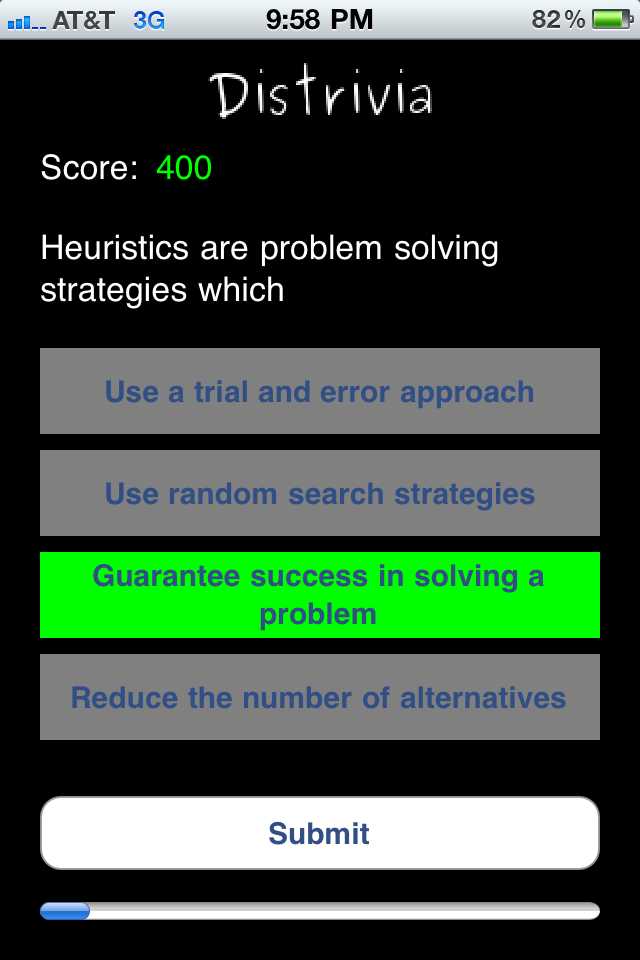 AT&T 3G 9:58 PM 82%
Distrivia
Score: 400
Heuristics are problem solving
strategies which
Use a trial and error approach
Use random search strategies
Guarantee success in solving a
problem
Reduce the number of alternatives
Submit